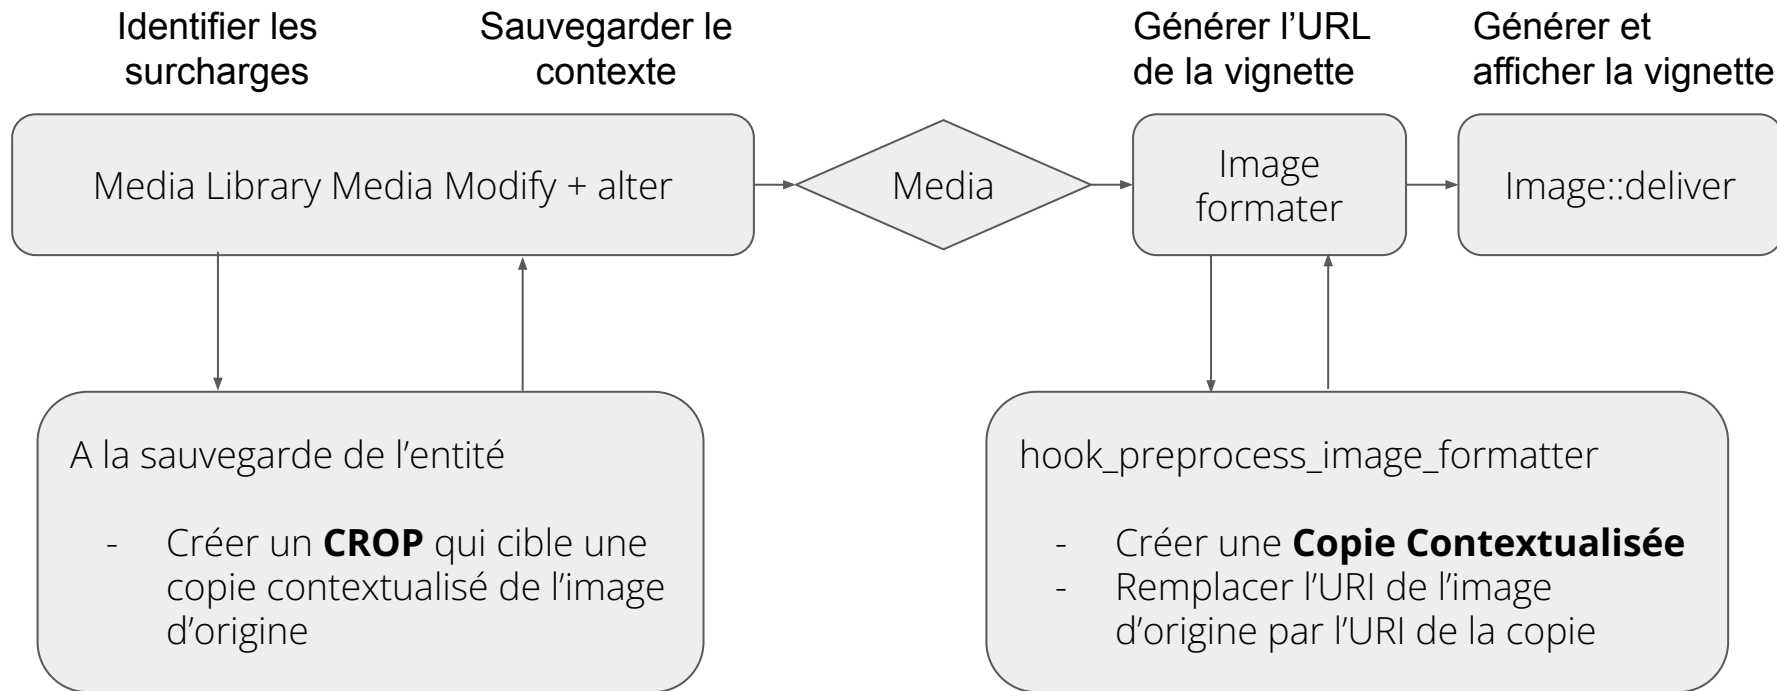 Identifier les
surcharges
Sauvegarder le
contexte
Générer l’URL
de la vignette
Générer et
afficher la vignette
Media Library Media Modify + alter
Media
Image
formater
Image::deliver
A la sauvegarde de l’entité
- Créer un CROP qui cible une
copie contextualisé de l’image
d’origine
hook_preprocess_image_formatter
- Créer une Copie Contextualisée
- Remplacer l’URI de l’image
d’origine par l’URI de la copie